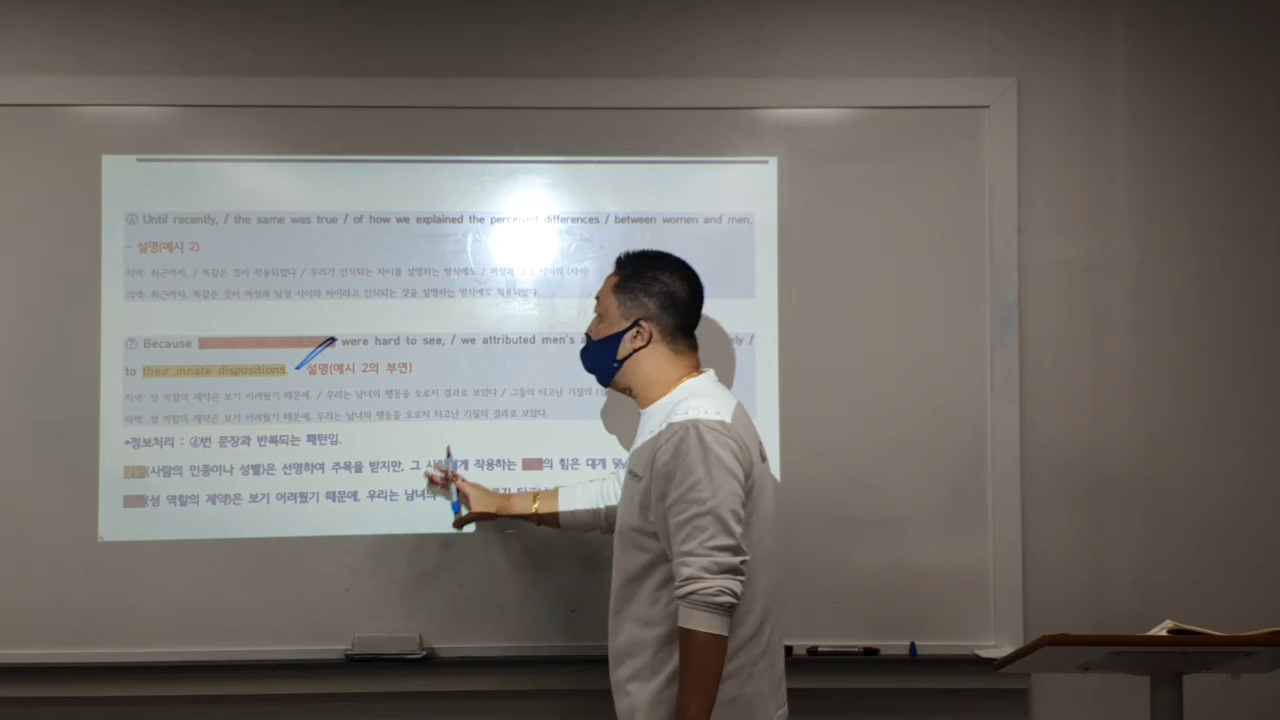 ⑥ Until recently, / the same was true / of how we explained the perceived differences / between women and men.
- 설명(예시 2)
직역: 최근까지, / 똑같은 것이 적용되었다 / 우리가 인식되는 차이를 설명하는 방식에도 / 여성과 사이의 (차이)
의역: 최근까지, 똑같은 것이 여성과 남성 사이의 차이라고 인식되는 것을 설명하는 방식에도 적용되었다.
⑦ Because were hard to see, / we attributed men's /
to their innate dispositions. 설명(예시 2의 부연)
직역: 성 역할의 제약은 보기 어려웠기 때문에, / 우리는 남녀의 행동을 오로지 결과로 보았다 / 그들의 타고난 기질의
의역: 성 역할의 제약은 보기 어려웠기 때문에, 우리는 남녀의 행동을 오로지 타고난 기질의 결과로 보았다.
•정보처리 : ④번 문장과 반복되는 패턴임.
(사람의 인종이나 성별)은 선명하여 주목을 받지만, 그 작용하는 의 힘은 대개
(성 역할의 제약)은 보기 어려웠기 때문에, 우리는 남녀의